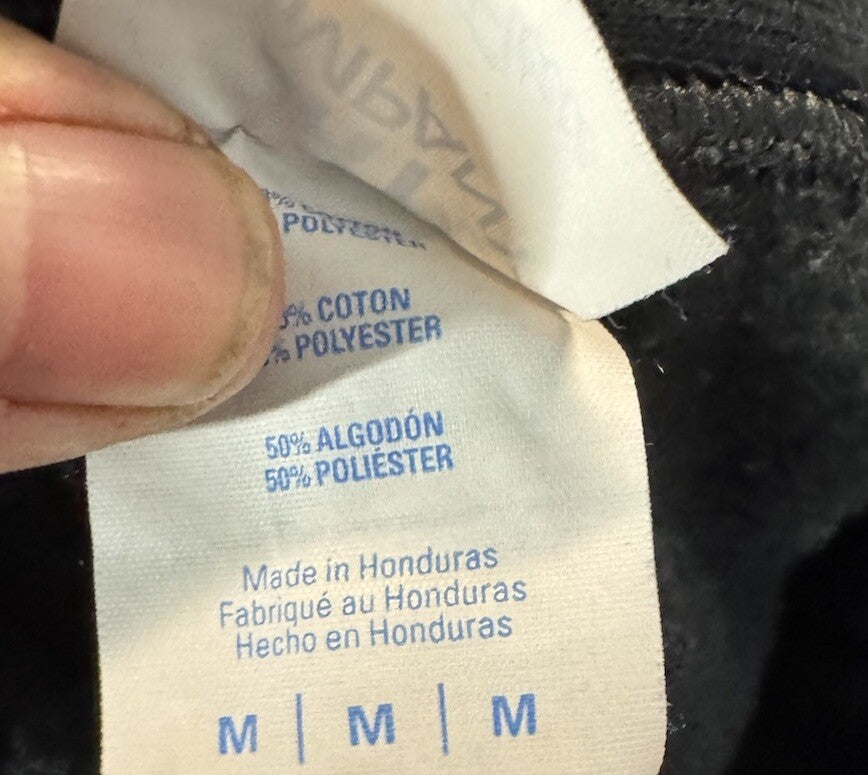 POLYESTER
% COTON
% POLYESTER
50% ALGODÓN
50% POLIÉSTER
Made in Honduras
Fabriqué au Honduras
Hecho en Honduras
M | M | M